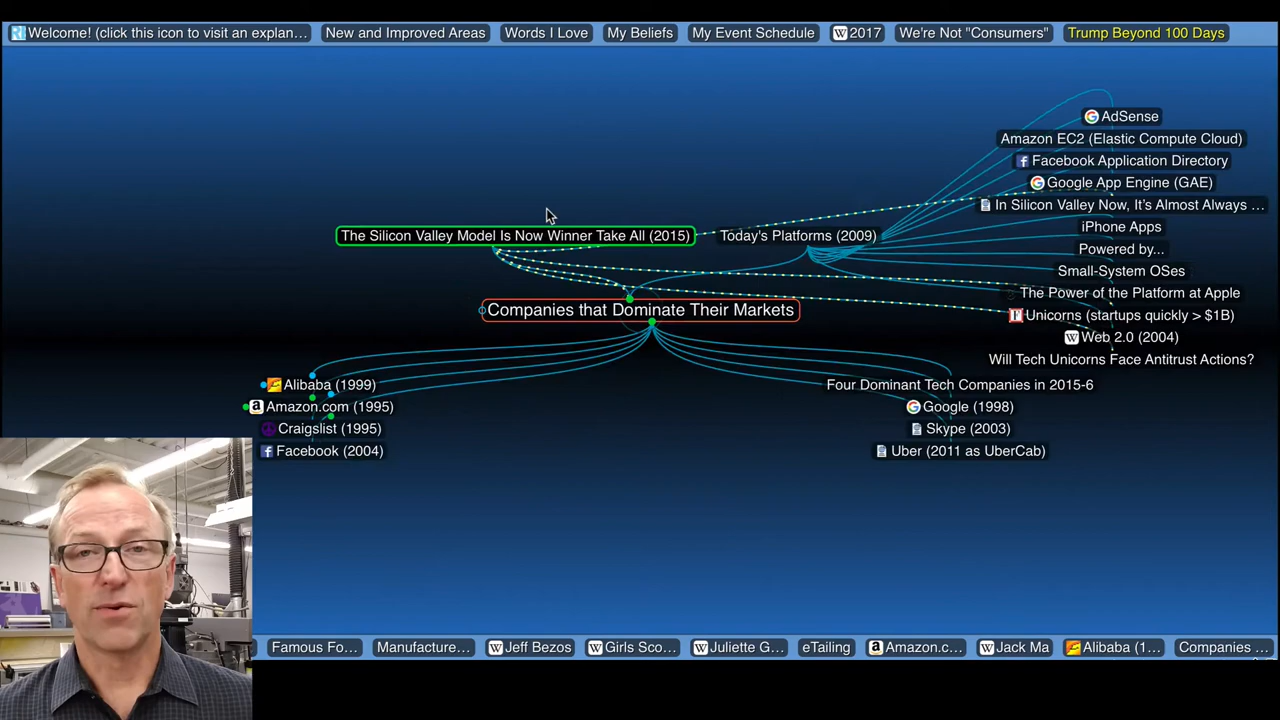 Welcome! (click this icon to visit an explan...
New and Improved Areas
Words I Love
My Beliefs
My Event Schedule
W 2017
We're Not "Consumers"
Trump Beyond 100 Days
G AdSense
Amazon EC2 (Elastic Compute Cloud)
f Facebook Application Directory
G Google App Engine (GAE)
In Silicon Valley Now, It's Almost Always ...
iPhone Apps
Powered by...
Small-System OSes
The Power of the Platform at Apple
Unicorns (startups quickly > $1B)
W Web 2.0 (2004)
Will Tech Unicorns Face Antitrust Actions?
The Silicon Valley Model Is Now Winner Take All (2015)
Today's Platforms (2009)
Companies that Dominate Their Markets
Alibaba (1999)
a Amazon.com (1995)
Craigslist (1995)
f Facebook (2004)
Four Dominant Tech Companies in 2015-6
G Google (1998)
Skype (2003)
Uber (2011 as UberCab)
Famous Fo...
Manufacture...
W Jeff Bezos
W Girls Sco...
W Juliette G...
eTailing
a Amazon.c...
W Jack Ma
Alibaba (1...
Companies ...